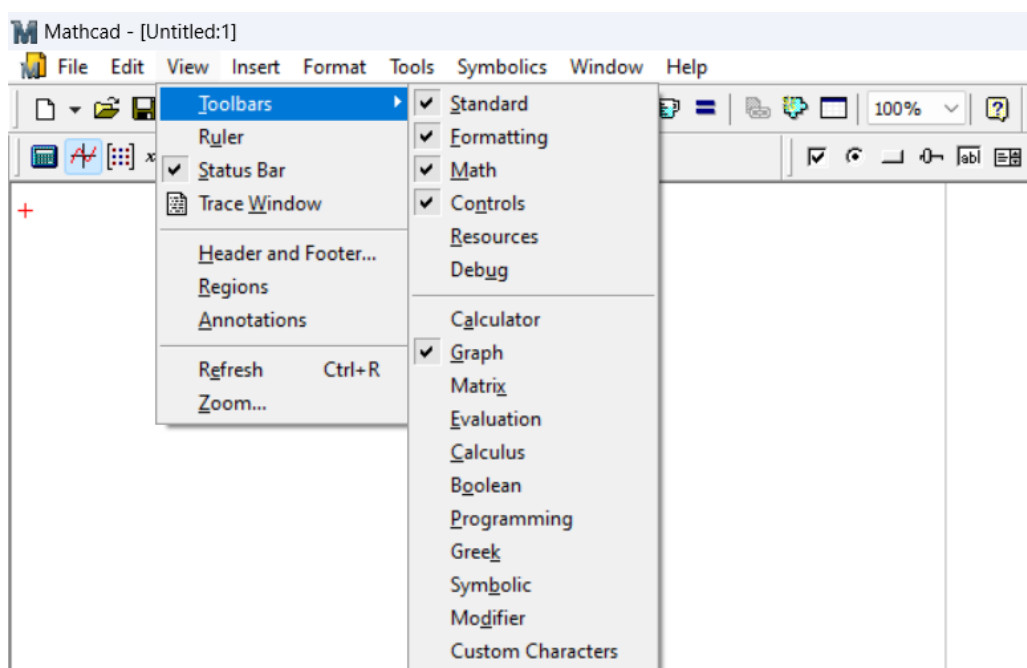 Mathcad - [Untitled:1]
File Edit View Insert Format Tools Symbolics Window Help
100%
Toolbars
Ruler
Status Bar
Trace Window
Header and Footer...
Regions
Annotations
Refresh Ctrl+R
Zoom...
Standard
Formatting
Math
Controls
Resources
Debug
Calculator
Graph
Matrix
Evaluation
Calculus
Boolean
Programming
Greek
Symbolic
Modifier
Custom Characters
abl